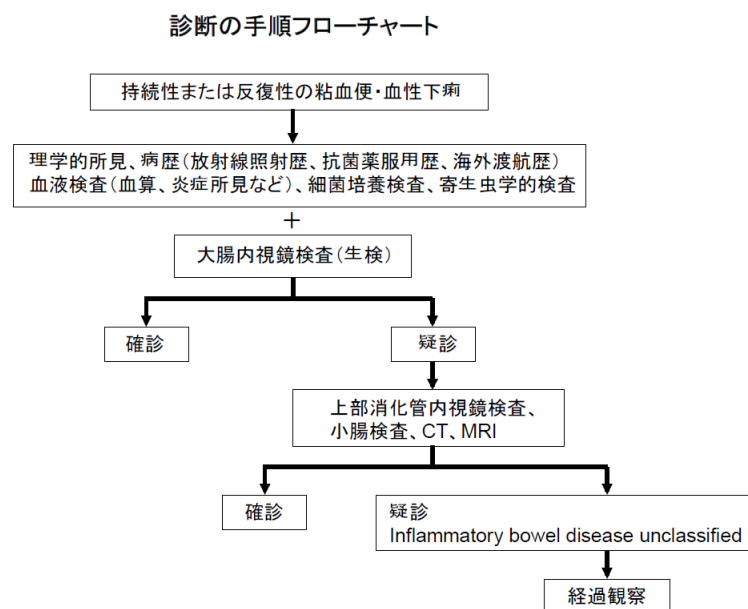 診断の手順フローチャート
持続性または反復性の粘血便・血性下痢
理学的所見、病歴(放射線照射歴、抗菌薬服用歴、海外渡航歴)
血液検査(血算、炎症所見など)、細菌培養検査、寄生虫学的検査
+
大腸内視鏡検査(生検)
確診
疑診
上部消化管内視鏡検査、
小腸検査、CT、MRI
確診
疑診
Inflammatory bowel disease unclassified
経過観察